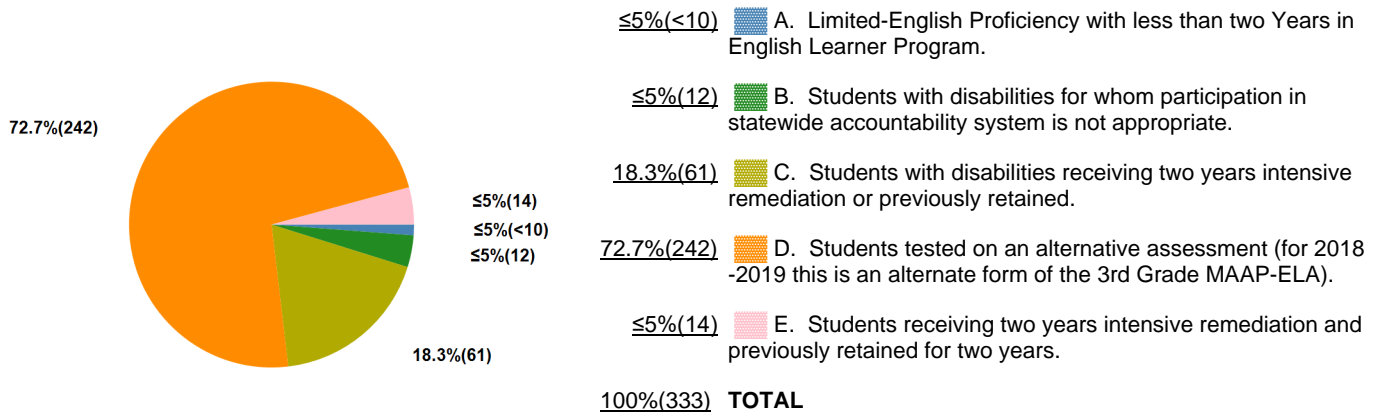 72.7%(242)
≤5%(14)
≤5%(<10)
≤5%(12)
18.3%(61)
≤5%(<10) A. Limited-English Proficiency with less than two Years in
English Learner Program.
≤5%(12) B. Students with disabilities for whom participation in
statewide accountability system is not appropriate.
18.3%(61) C. Students with disabilities receiving two years intensive
remediation or previously retained.
72.7%(242) D. Students tested on an alternative assessment (for 2018
-2019 this is an alternate form of the 3rd Grade MAAP-ELA).
≤5%(14) E. Students receiving two years intensive remediation and
previously retained for two years.
100%(333) TOTAL